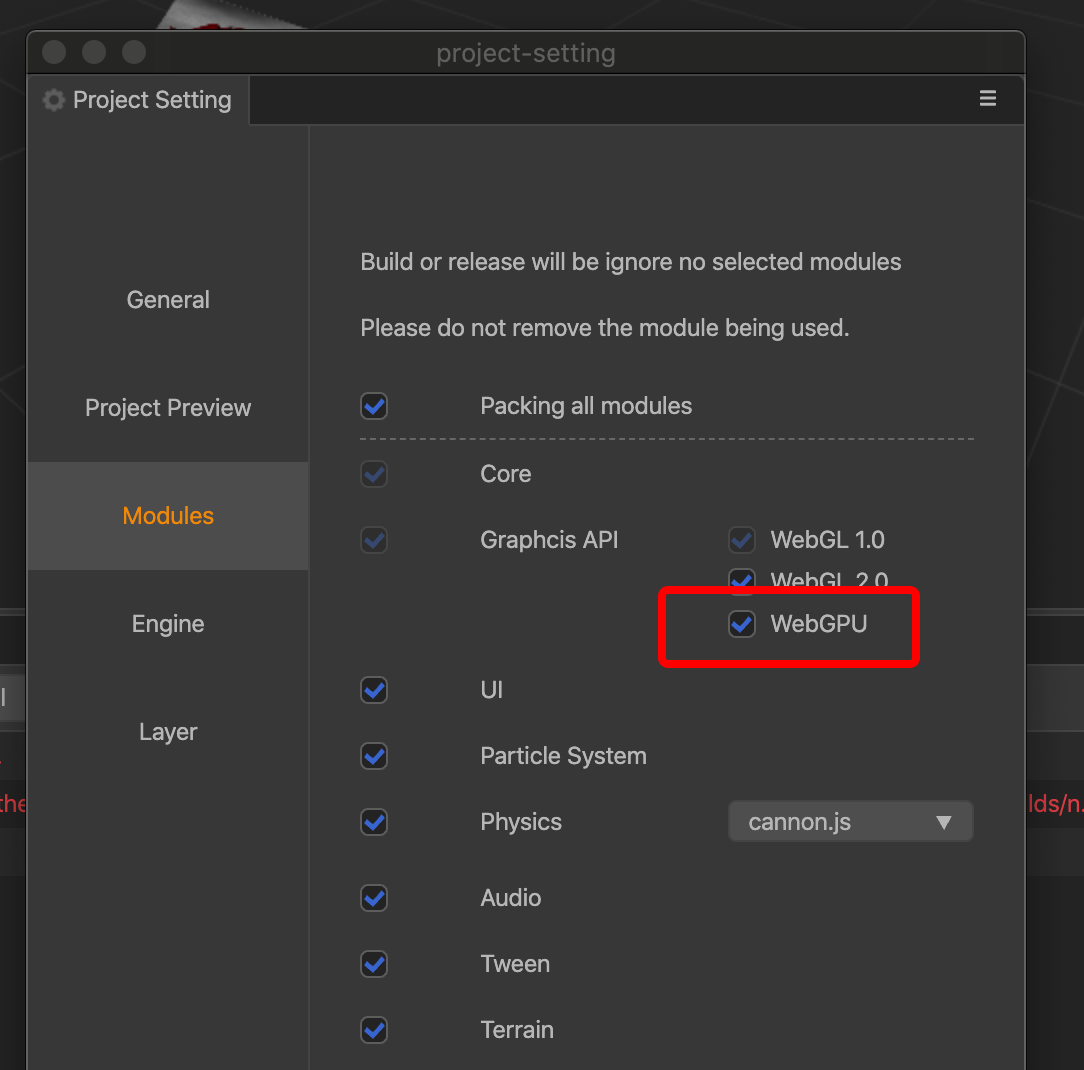 project-setting
Project Setting
General
Project Preview
Modules
Engine
Layer
Build or release will be ignore no selected modules
Please do not remove the module being used.
Packing all modules
Core
Graphcis API
WebGL 1.0
WebGL 2.0
WebGPU
UI
Particle System
Physics
cannon.js
Audio
Tween
Terrain
the
lds/n.